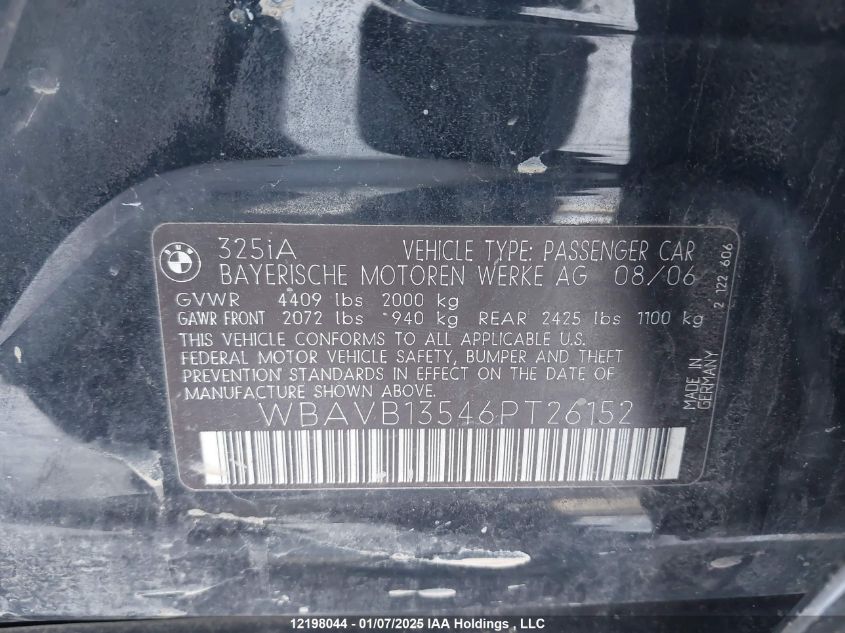 BMW
325iA VEHICLE TYPE: PASSENGER CAR
BAYERISCHE MOTOREN WERKE AG 08/06
GVWR 4409 lbs 2000 kg
GAWR FRONT 2072 lbs 940 kg REAR 2425 lbs 1100 kg
THIS VEHICLE CONFORMS TO ALL APPLICABLE U.S.
FEDERAL MOTOR VEHICLE SAFETY, BUMPER AND THEFT
PREVENTION STANDARDS IN EFFECT ON THE DATE OF
MANUFACTURE SHOWN ABOVE.
WBAVB13546PT26152
2 122 606
MADE IN
GERMANY
12198044 - 01/07/2025 IAA Holdings , LLC